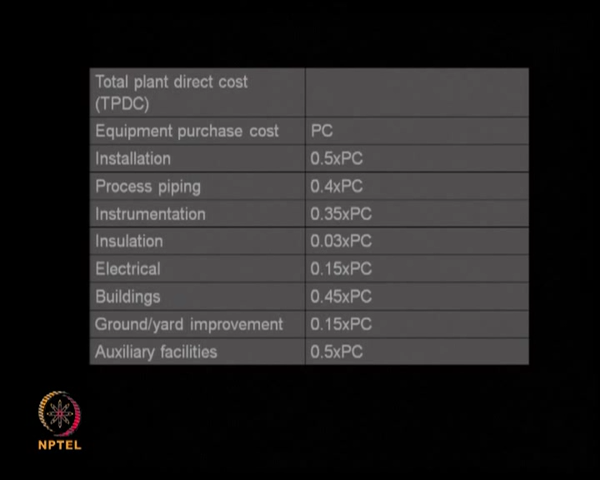 Total plant direct cost
(TPDC)
Equipment purchase cost PC
Installation 0.5xPC
Process piping 0.4xPC
Instrumentation 0.35xPC
Insulation 0.03xPC
Electrical 0.15xPC
Buildings 0.45xPC
Ground/yard improvement 0.15xPC
Auxiliary facilities 0.5xPC
NPTEL